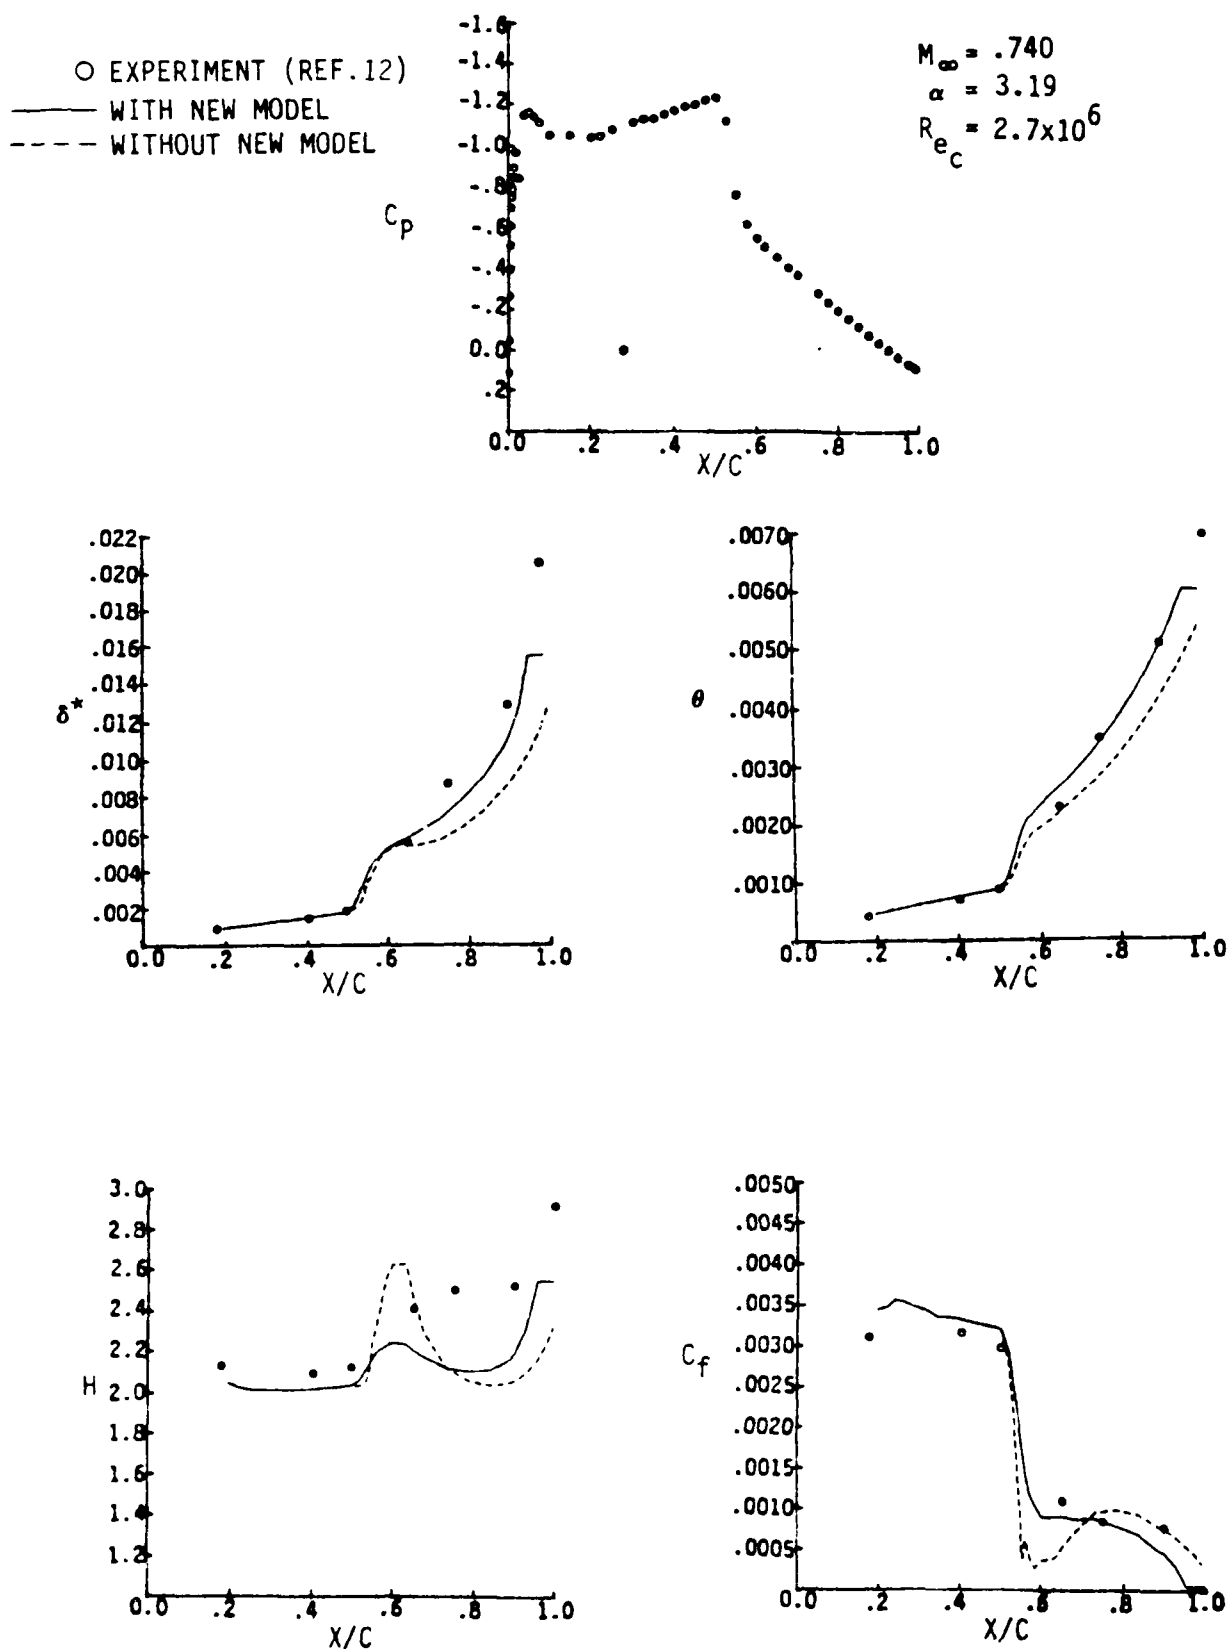 O EXPERIMENT (REF.12)
WITH NEW MODEL
WITHOUT NEW MODEL
M∞ = .740
α = 3.19
Rec = 2.7x10^6
-1.6
-1.4
-1.2
-1.0
-.8
-.6
-.4
-.2
0.0
.2
Cp
0.0 .2 .4 .6 .8 1.0
X/C
.022
.020
.018
.016
.014
.012
.010
.008
.006
.004
.002
δ*
0.0 .2 .4 .6 .8 1.0
X/C
.0070
.0060
.0050
.0040
.0030
.0020
.0010
θ
0.0 .2 .4 .6 .8 1.0
X/C
3.0
2.8
2.6
2.4
2.2
2.0
1.8
1.6
1.4
1.2
H
0.0 .2 .4 .6 .8 1.0
X/C
.0050
.0045
.0040
.0035
.0030
.0025
.0020
.0015
.0010
.0005
Cf
0.0 .2 .4 .6 .8 1.0
X/C